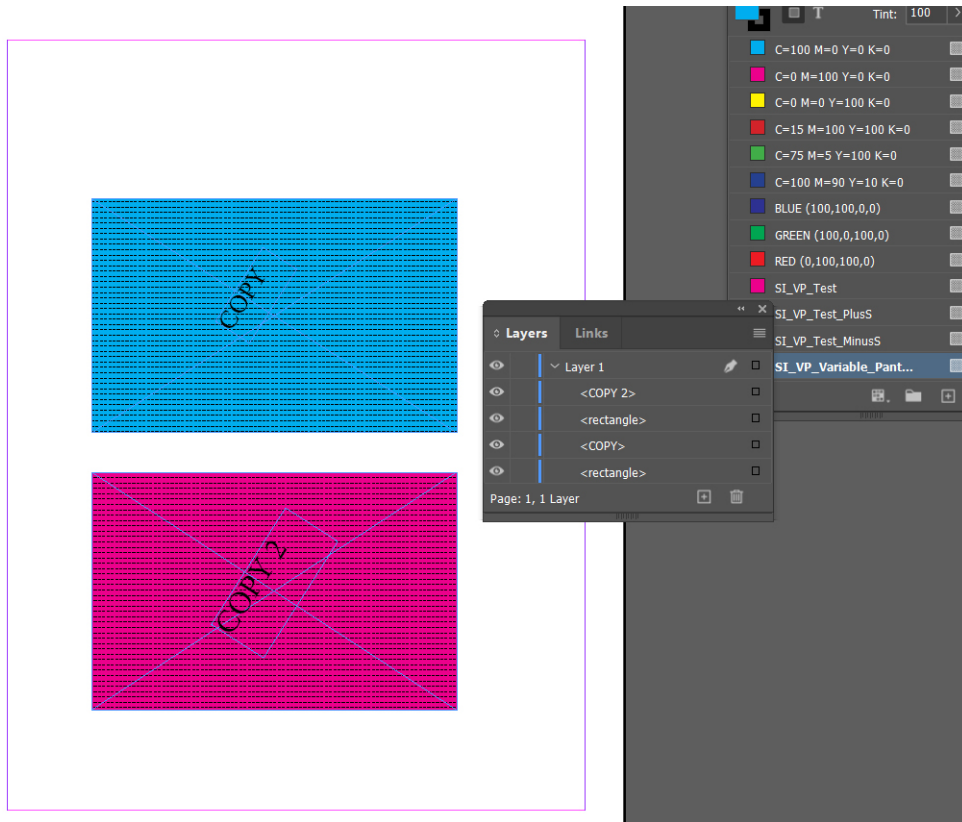 COPY
COPY 2
T
Tint: 100
C=100 M=0 Y=0 K=0
C=0 M=100 Y=0 K=0
C=0 M=0 Y=100 K=0
C=15 M=100 Y=100 K=0
C=75 M=5 Y=100 K=0
C=100 M=90 Y=10 K=0
BLUE (100,100,0,0)
GREEN (100,0,100,0)
RED (0,100,100,0)
SI_VP_Test
SI_VP_Test_PlusS
SI_VP_Test_MinusS
SI_VP_Variable_Pant...
Layers Links
Layer 1
<COPY 2>
<rectangle>
<COPY>
<rectangle>
Page: 1, 1 Layer